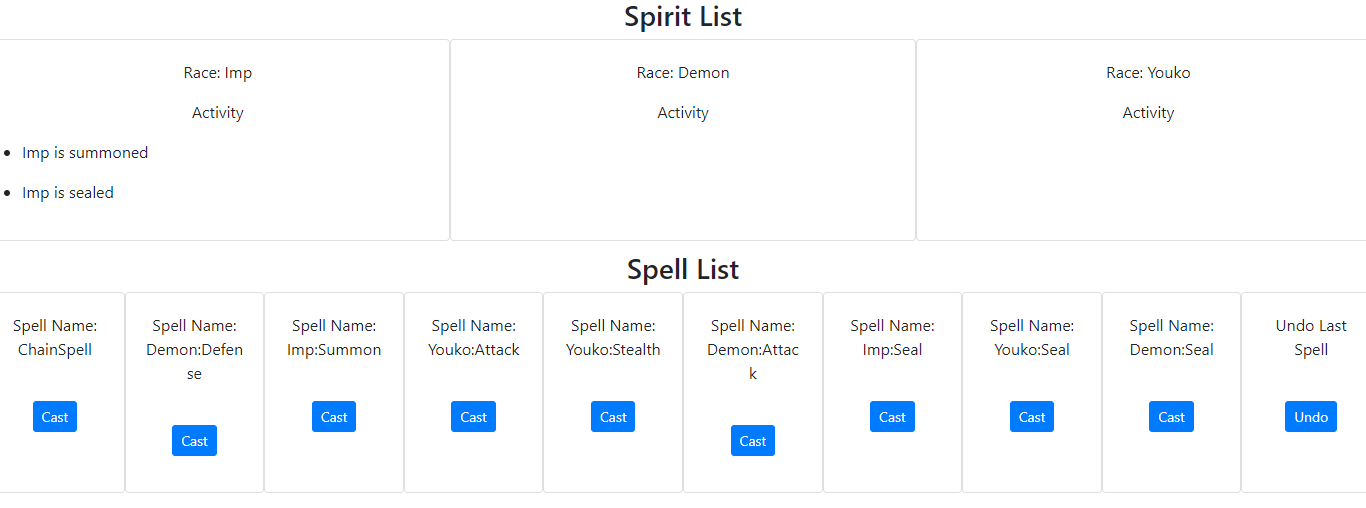 Spirit List
Race: Imp
Activity
Imp is summoned
Imp is sealed
Race: Demon
Activity
Race: Youko
Activity
Spell List
Spell Name:
ChainSpell
Cast
Spell Name:
Demon:Defen
se
Cast
Spell Name:
Imp:Summon
Cast
Spell Name:
Youko:Attack
Cast
Spell Name:
Youko:Stealth
Cast
Spell Name:
Demon:Attac
k
Cast
Spell Name:
Imp:Seal
Cast
Spell Name:
Youko:Seal
Cast
Spell Name:
Demon:Seal
Cast
Undo Last
Spell
Undo